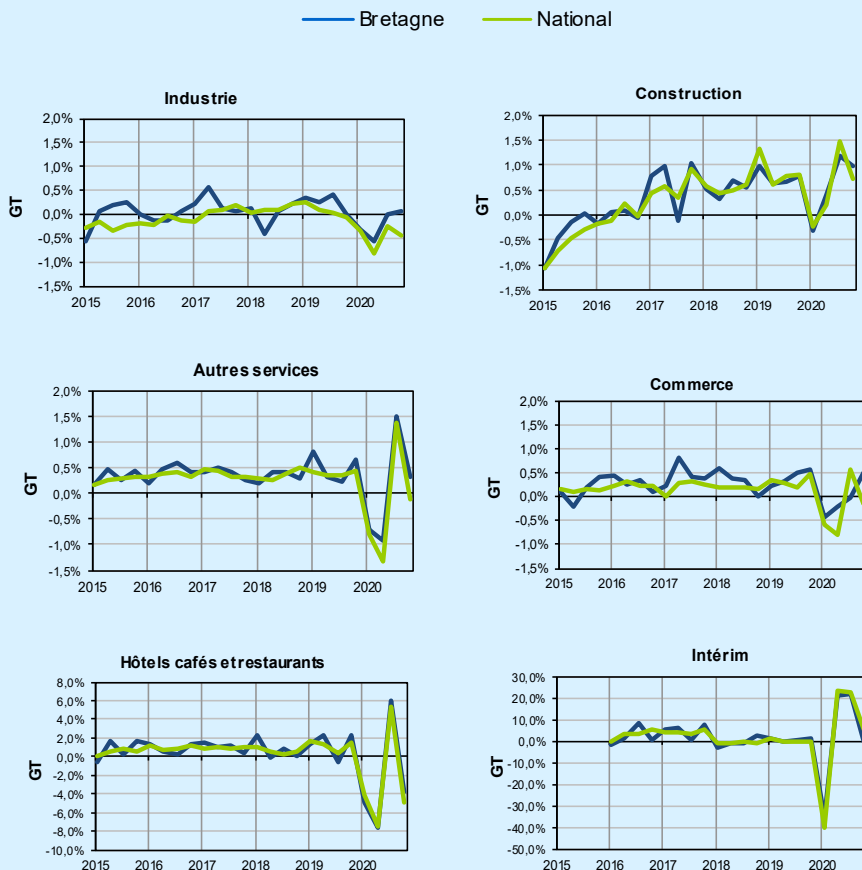 Bretagne National
Industrie
2,0%
1,5%
1,0%
0,5%
0,0%
-0,5%
-1,0%
-1,5%
GT
2015 2016 2017 2018 2019 2020
Construction
2,0%
1,5%
1,0%
0,5%
0,0%
-0,5%
-1,0%
-1,5%
GT
2015 2016 2017 2018 2019 2020
Autres services
2,0%
1,5%
1,0%
0,5%
0,0%
-0,5%
-1,0%
-1,5%
GT
2015 2016 2017 2018 2019 2020
Commerce
2,0%
1,5%
1,0%
0,5%
0,0%
-0,5%
-1,0%
-1,5%
GT
2015 2016 2017 2018 2019 2020
Hôtels cafés et restaurants
8,0%
6,0%
4,0%
2,0%
0,0%
-2,0%
-4,0%
-6,0%
-8,0%
-10,0%
GT
2015 2016 2017 2018 2019 2020
Intérim
30,0%
20,0%
10,0%
0,0%
-10,0%
-20,0%
-30,0%
-40,0%
-50,0%
GT
2015 2016 2017 2018 2019 2020